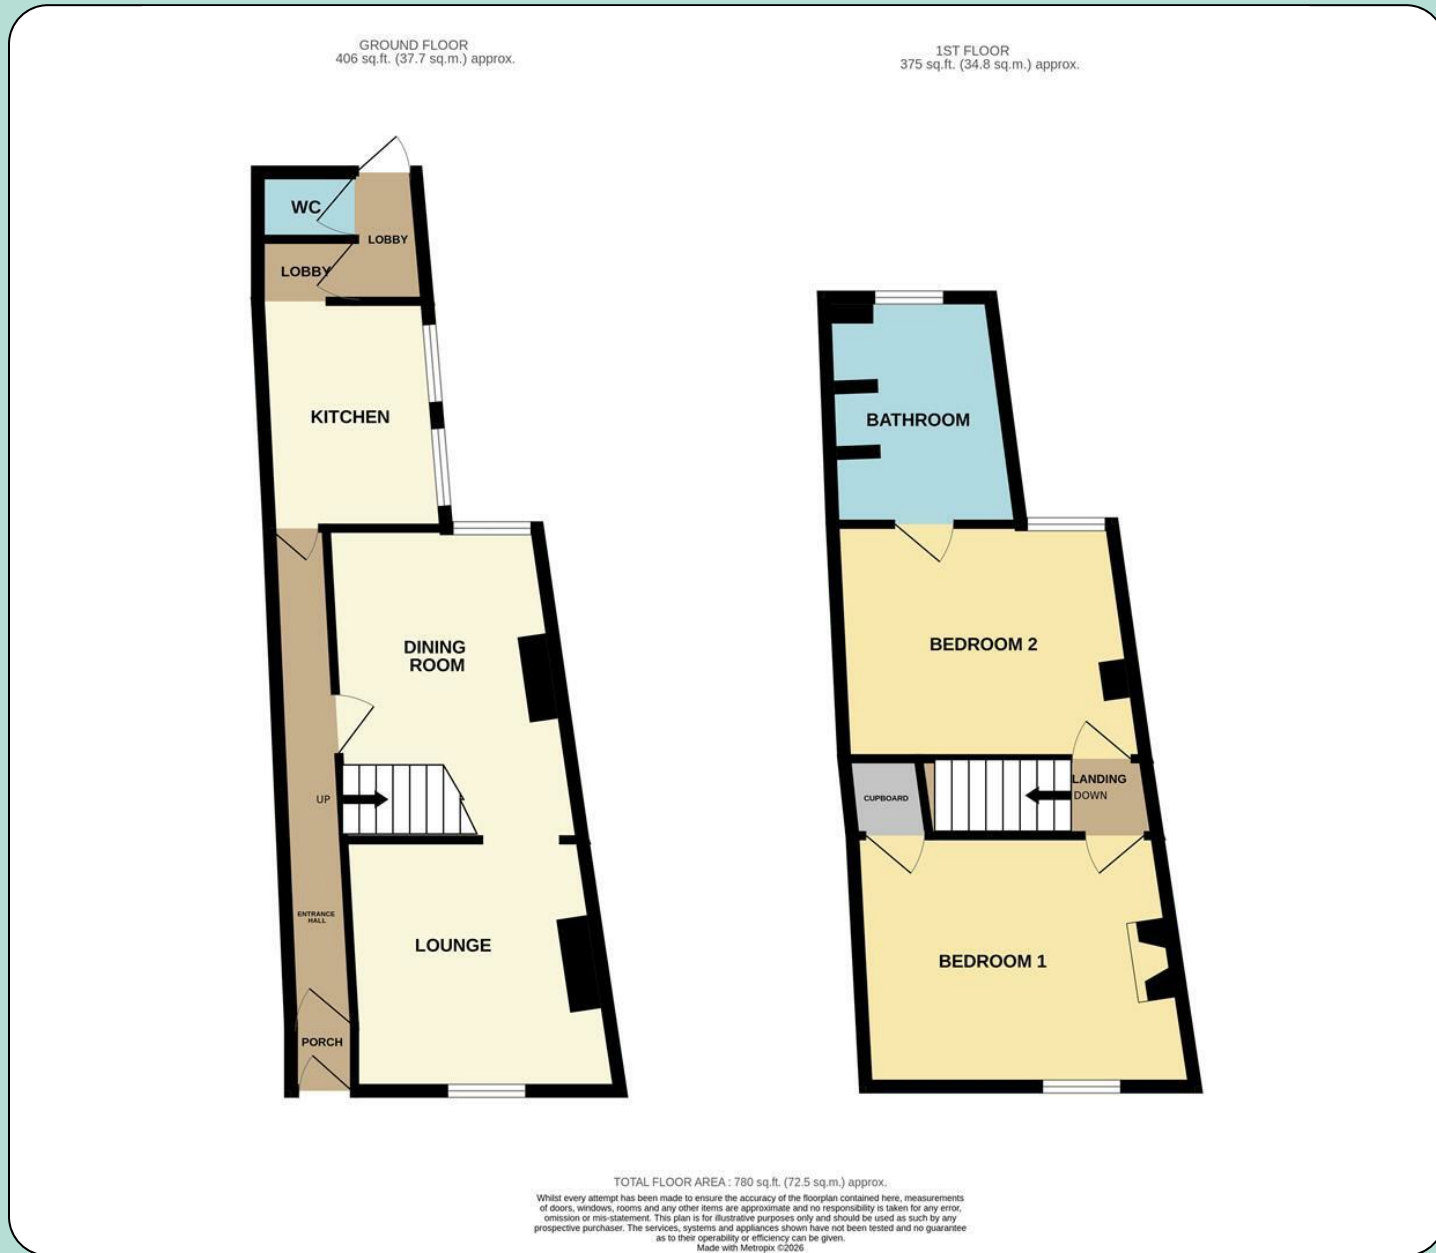 GROUND FLOOR
406 sq.ft. (37.7 sq.m.) approx.
1ST FLOOR
375 sq.ft. (34.8 sq.m.) approx.
WC
LOBBY
LOBBY
KITCHEN
DINING
ROOM
UP
ENTRANCE
HALL
LOUNGE
PORCH
BATHROOM
BEDROOM 2
LANDING
DOWN
CUPBOARD
BEDROOM 1
TOTAL FLOOR AREA : 780 sq.ft. (72.5 sq.m.) approx.
Whilst every attempt has been made to ensure the accuracy of the floorplan contained here, measurements
of doors, windows, rooms and any other items are approximate and no responsibility is taken for any error,
omission or mis-statement. This plan is for illustrative purposes only and should be used as such by any
prospective purchaser. The services, systems and appliances shown have not been tested and no guarantee
as to their operability or efficiency can be given.
Made with Metropix ©2026